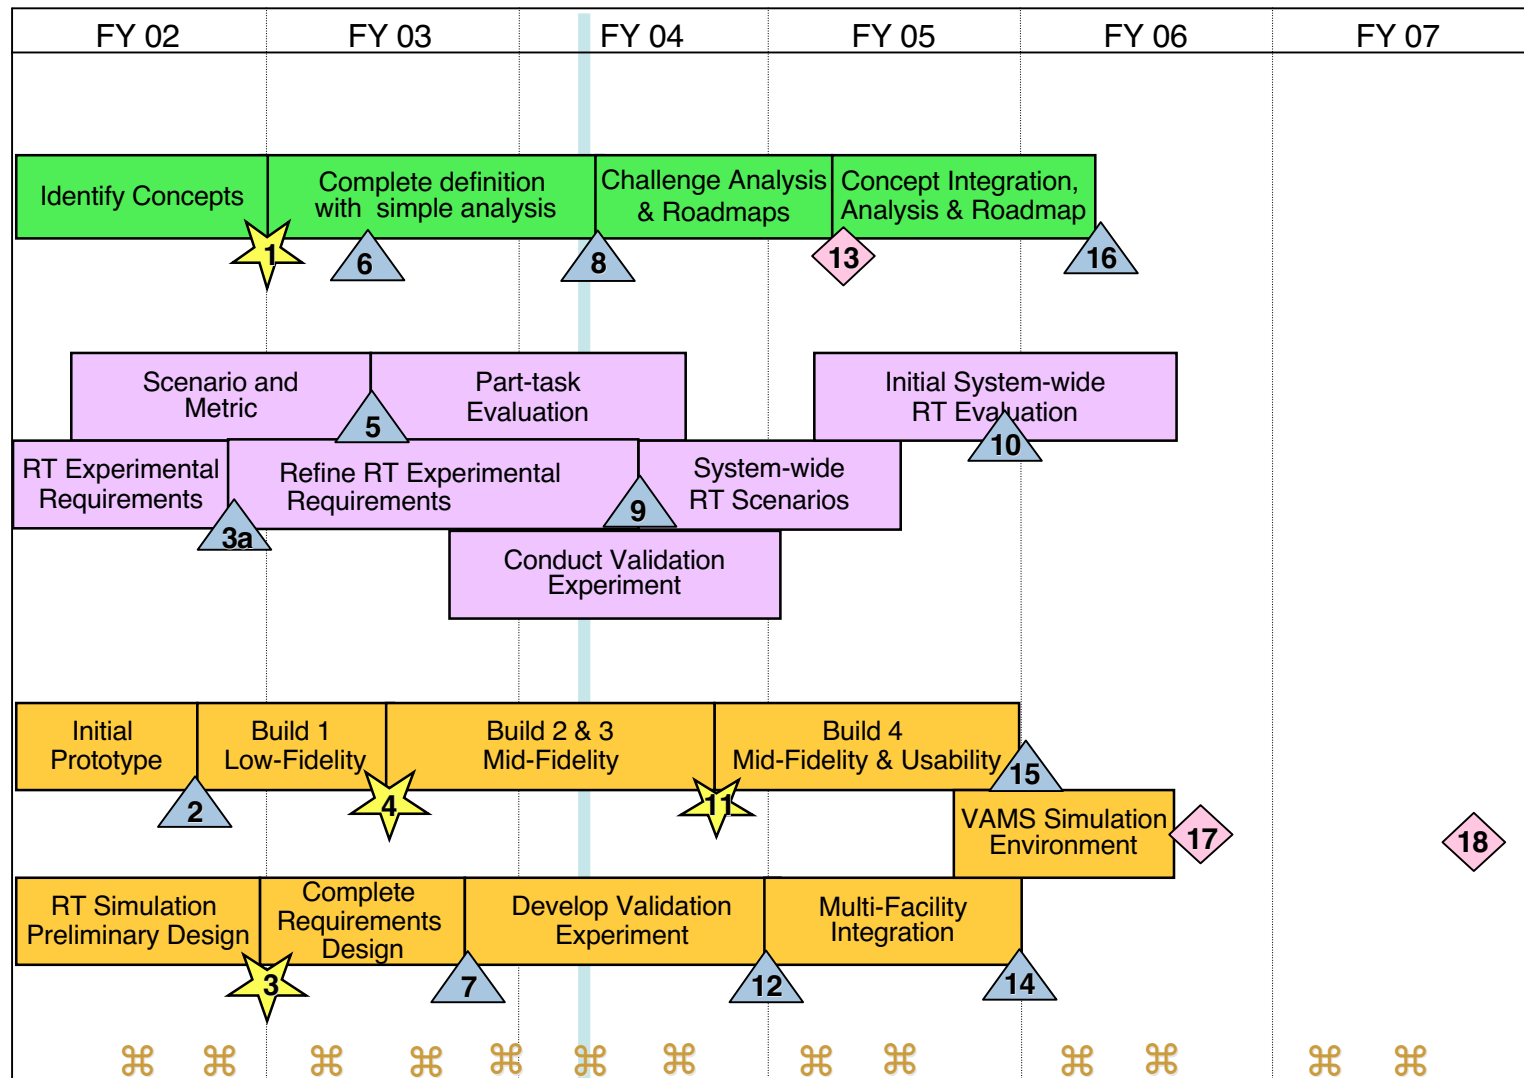 FY 02
FY 03
FY 04
FY 05
FY 06
FY 07
Identify Concepts
Complete definition
with simple analysis
Challenge Analysis
& Roadmaps
Concept Integration,
Analysis & Roadmap
1
6
8
13
16
Scenario and
Metric
Part-task
Evaluation
Initial System-wide
RT Evaluation
5
10
RT Experimental
Requirements
Refine RT Experimental
Requirements
System-wide
RT Scenarios
3a
9
Conduct Validation
Experiment
Initial
Prototype
Build 1
Low-Fidelity
Build 2 & 3
Mid-Fidelity
Build 4
Mid-Fidelity & Usability
2
4
11
15
VAMS Simulation
Environment
17
18
RT Simulation
Preliminary Design
Complete
Requirements
Design
Develop Validation
Experiment
Multi-Facility
Integration
3
7
12
14
⌘ ⌘ ⌘ ⌘ ⌘ ⌘ ⌘ ⌘ ⌘ ⌘ ⌘ ⌘ ⌘